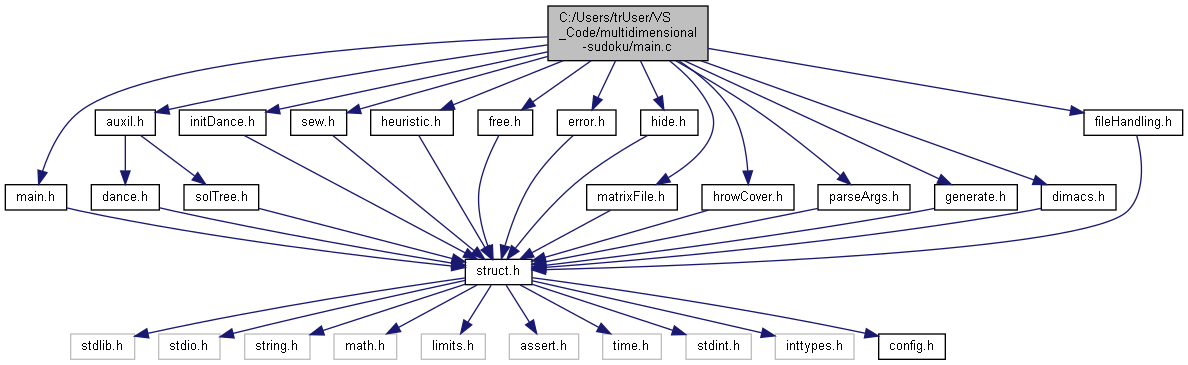 C:/Users/trUser/VS
_Code/multidimensional
-sudoku/main.c
auxil.h
initDance.h
sew.h
heuristic.h
free.h
error.h
hide.h
fileHandling.h
main.h
dance.h
solTree.h
matrixFile.h
hrowCover.h
parseArgs.h
generate.h
dimacs.h
struct.h
stdlib.h
stdio.h
string.h
math.h
limits.h
assert.h
time.h
stdint.h
inttypes.h
config.h